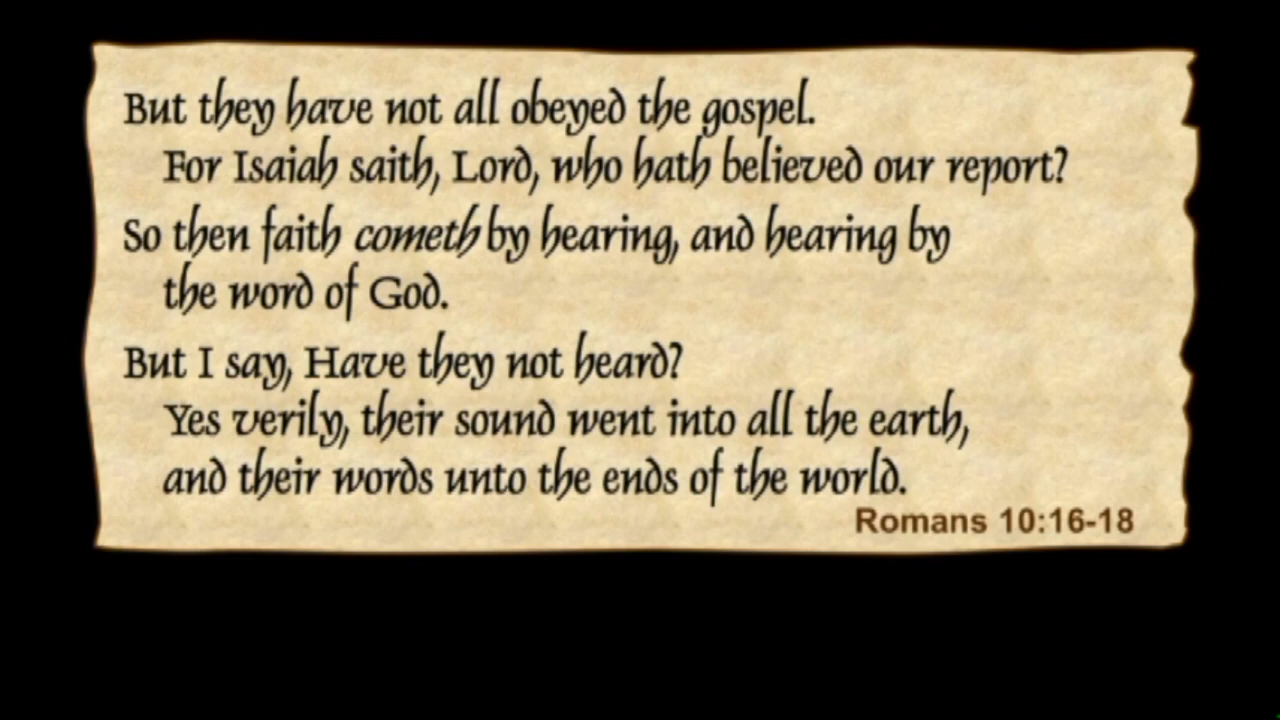 But they have not all obeyed the gospel.
For Isaiah saith, Lord, who hath believed our report?
So then faith cometh by hearing, and hearing by
the word of God.
But I say, Have they not heard?
Yes verily, their sound went into all the earth,
and their words unto the ends of the world.
Romans 10:16-18